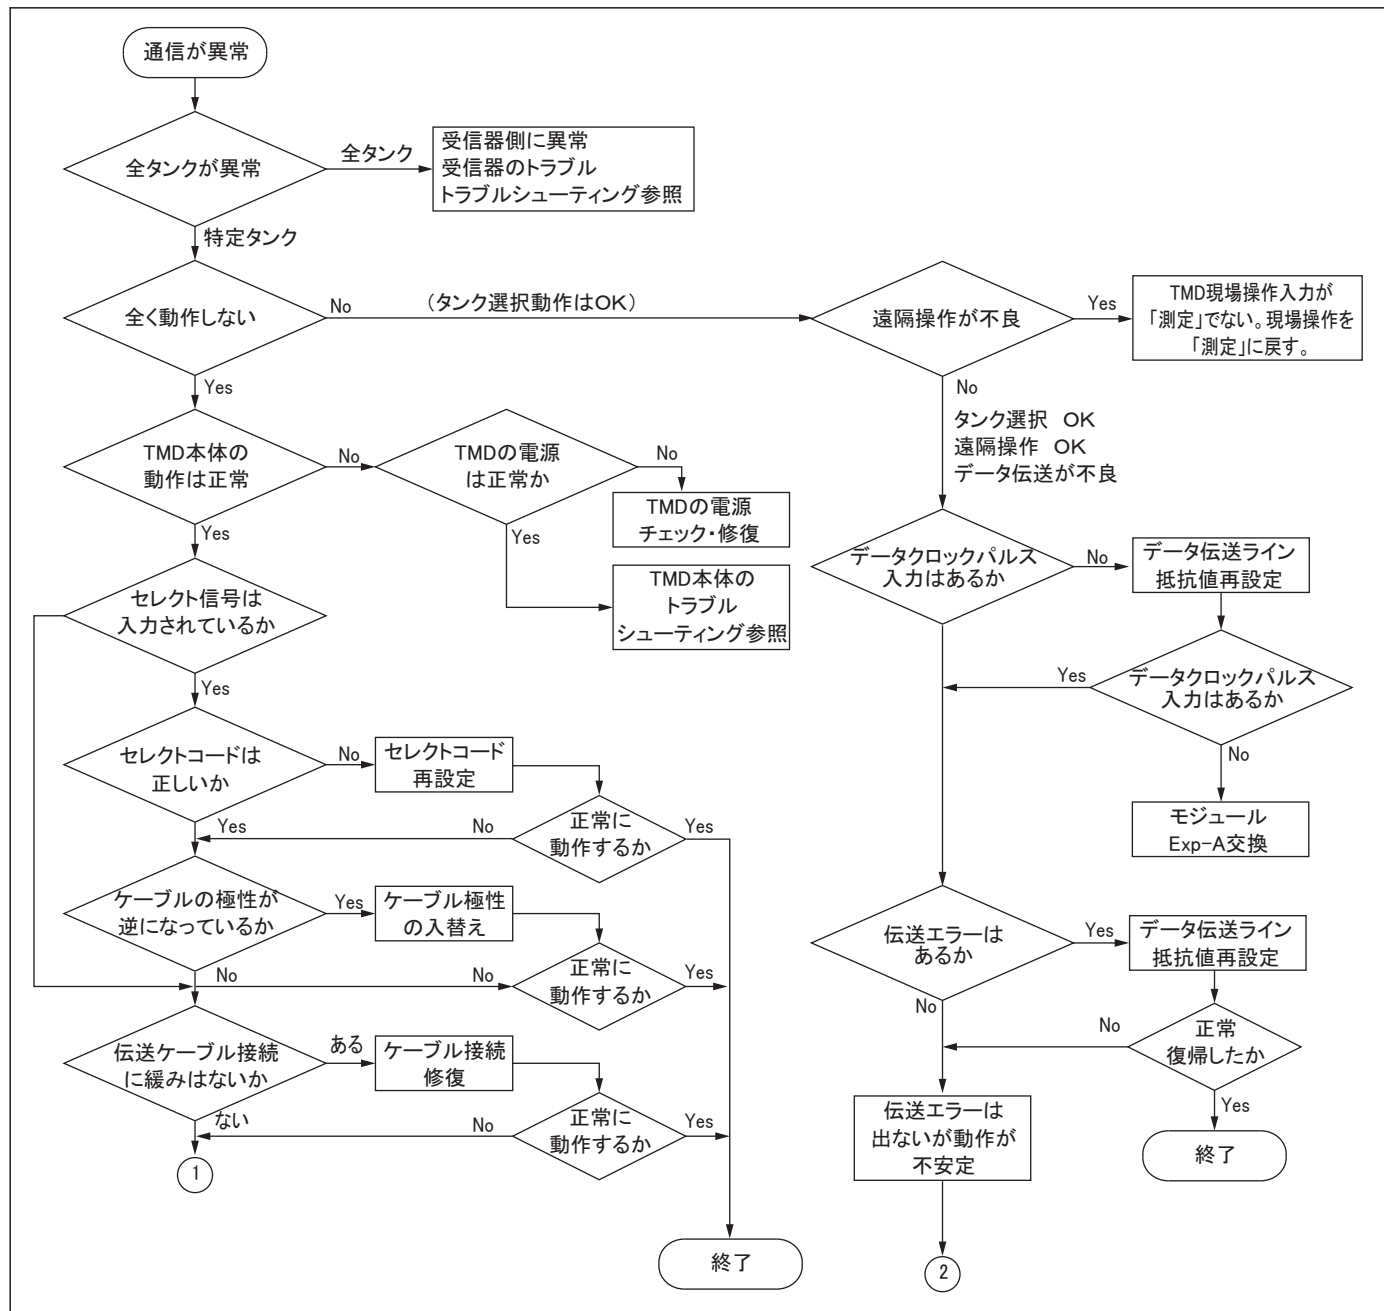 通信が異常
全タンクが異常
全タンク
受信器側に異常
受信器のトラブル
トラブルシューティング参照
特定タンク
全く動作しない
No
(タンク選択動作はOK)
遠隔操作が不良
Yes
TMD現場操作入力が
「測定」でない。現場操作を
「測定」に戻す。
Yes
No
タンク選択 OK
遠隔操作 OK
データ伝送が不良
TMD本体の
動作は正常
No
TMDの電源
は正常か
No
TMDの電源
チェック・修復
Yes
TMD本体の
トラブル
シューティング参照
Yes
データクロックパルス
入力はあるか
No
データ伝送ライン
抵抗値再設定
セレクト信号は
入力されているか
Yes
データクロックパルス
入力はあるか
Yes
No
モジュール
Exp-A交換
セレクトコードは
正しいか
No
セレクトコード
再設定
正常に
動作するか
Yes
No
Yes
ケーブルの極性が
逆になっているか
Yes
ケーブル極性
の入替え
正常に
動作するか
Yes
No
No
伝送エラーは
あるか
Yes
データ伝送ライン
抵抗値再設定
No
正常
復帰したか
No
Yes
終了
伝送ケーブル接続
に緩みはないか
ある
ケーブル接続
修復
正常に
動作するか
Yes
No
ない
1
伝送エラーは
出ないが動作が
不安定
終了
2